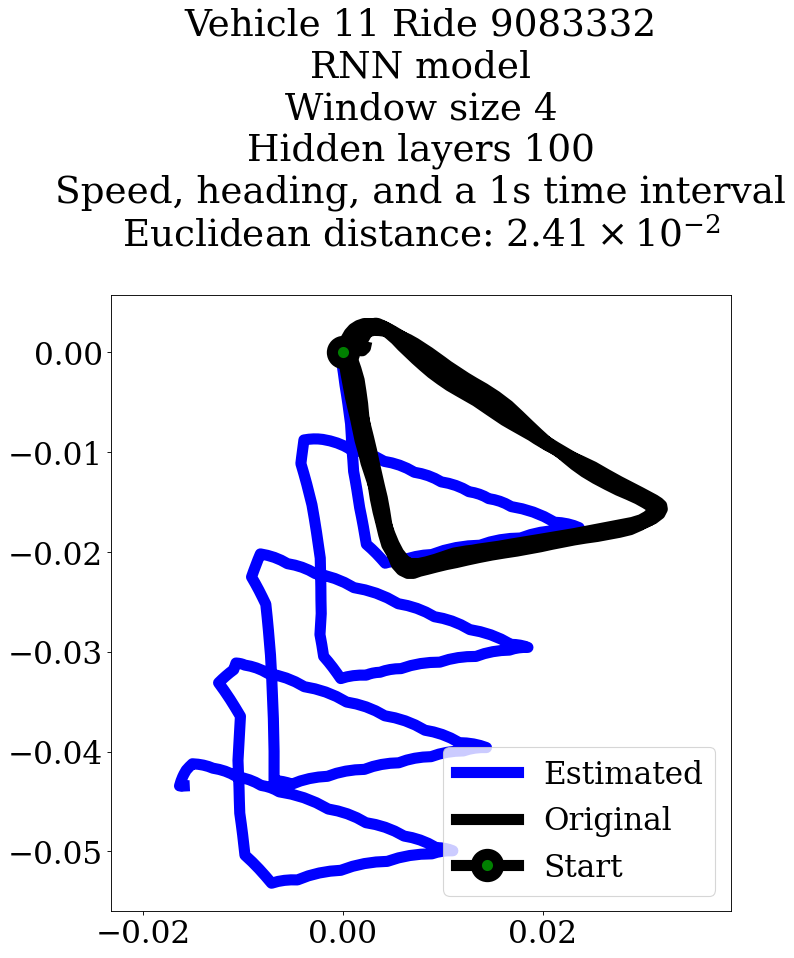 Vehicle 11 Ride 9083332
RNN model
Window size 4
Hidden layers 100
Speed, heading, and a 1s time interval
Euclidean distance: 2.41 × 10⁻²
0.00
−0.01
−0.02
−0.03
−0.04
−0.05
Estimated
Original
Start
−0.02
0.00
0.02